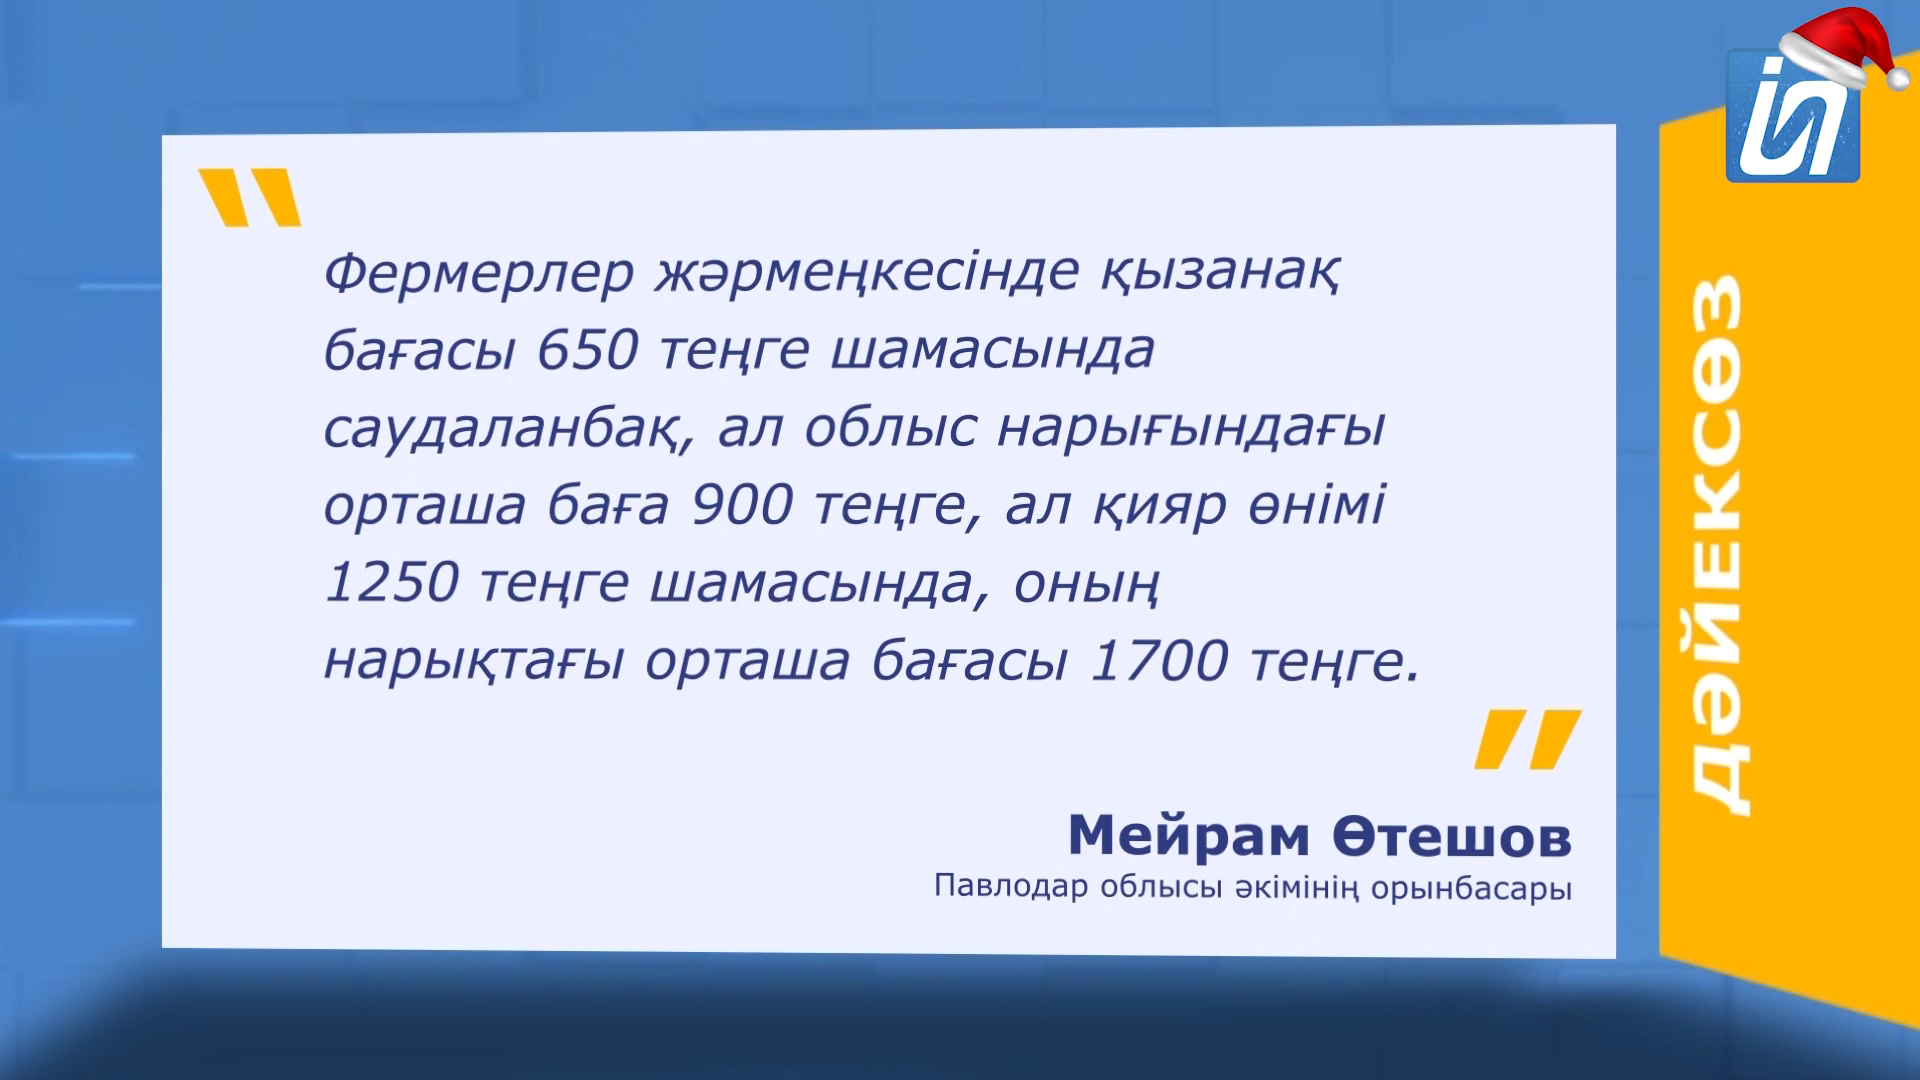 Фермерлер жәрмеңкесінде қызанақ
бағасы 650 теңге шамасында
саудаланбақ, ал облыс нарығындағы
орташа баға 900 теңге, ал қияр өнімі
1250 теңге шамасында, оның
нарықтағы орташа бағасы 1700 теңге.
Мейрам Өтешов
Павлодар облысы әкімінің орынбасары
ДӘЙЕКСӨЗ